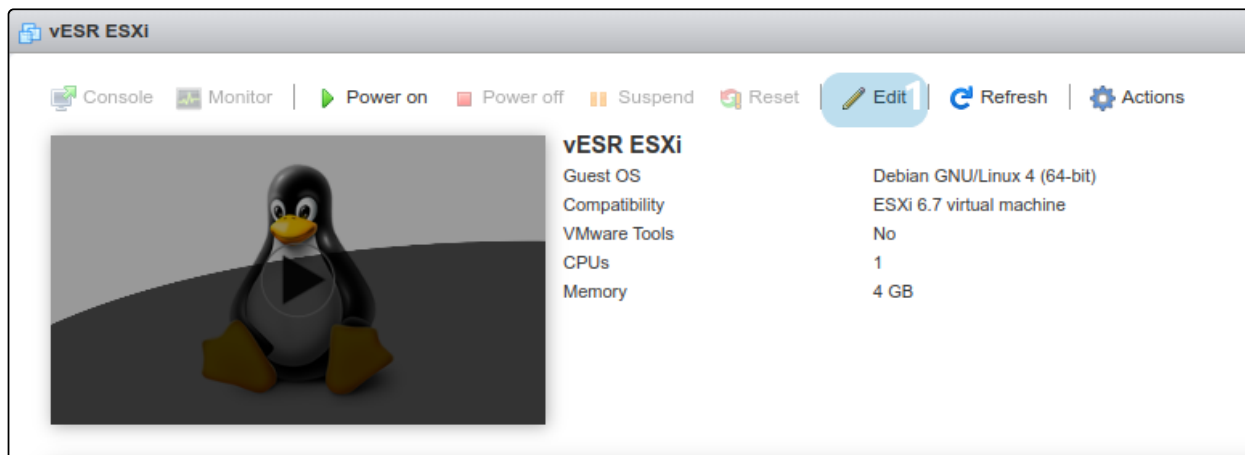 vESR ESXi
Console Monitor Power on Power off Suspend Reset Edit 1 Refresh Actions
vESR ESXi
Guest OS Debian GNU/Linux 4 (64-bit)
Compatibility ESXi 6.7 virtual machine
VMware Tools No
CPUs 1
Memory 4 GB